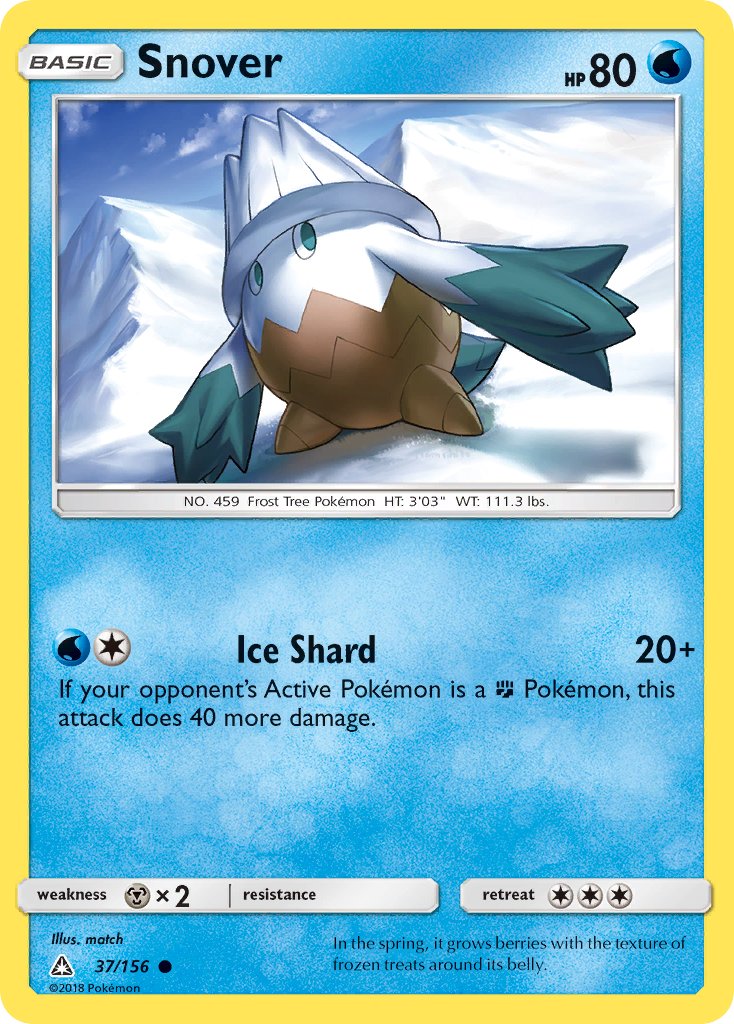 BASIC Snover HP 80
NO. 459 Frost Tree Pokémon HT: 3'03" WT: 111.3 lbs.
Ice Shard 20+
If your opponent's Active Pokémon is a Pokémon, this
attack does 40 more damage.
weakness × 2 resistance retreat
Illus. match
In the spring, it grows berries with the texture of
frozen treats around its belly.
37/156
©2018 Pokémon